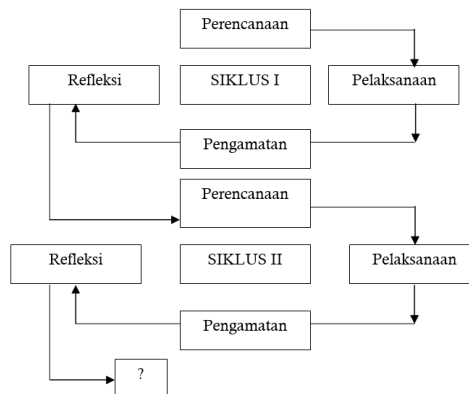 Perencanaan
Refleksi
SIKLUS I
Pelaksanaan
Pengamatan
Perencanaan
Refleksi
SIKLUS II
Pelaksanaan
Pengamatan
?